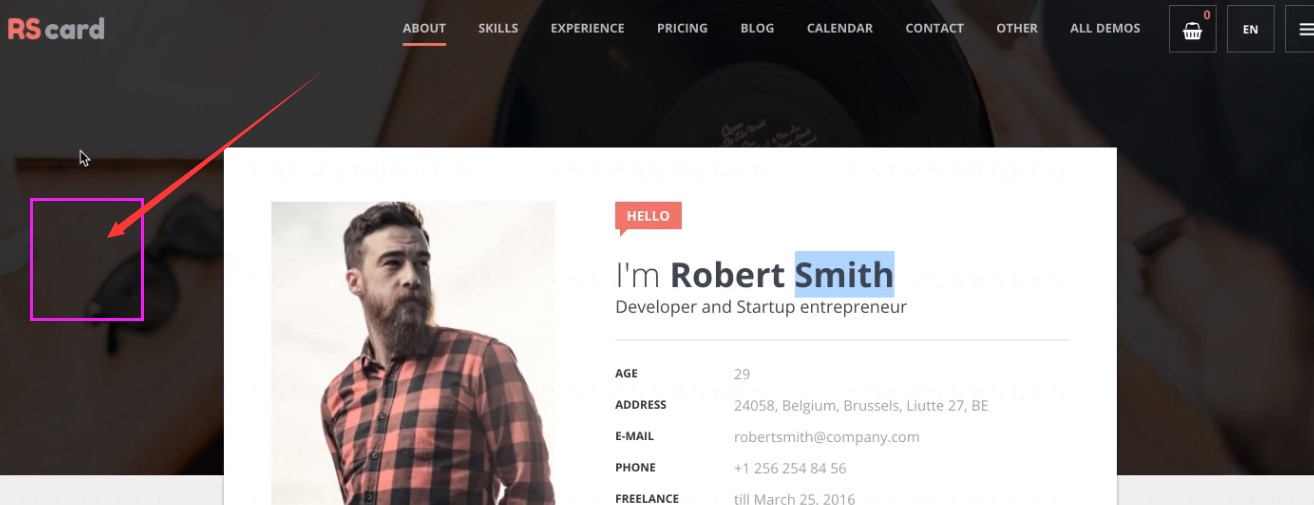 RS card
ABOUT SKILLS EXPERIENCE PRICING BLOG CALENDAR CONTACT OTHER ALL DEMOS 0 EN
HELLO
I'm Robert Smith
Developer and Startup entrepreneur
AGE 29
ADDRESS 24058, Belgium, Brussels, Liutte 27, BE
E-MAIL robertsmith@company.com
PHONE +1 256 254 84 56
FREELANCE till March 25, 2016